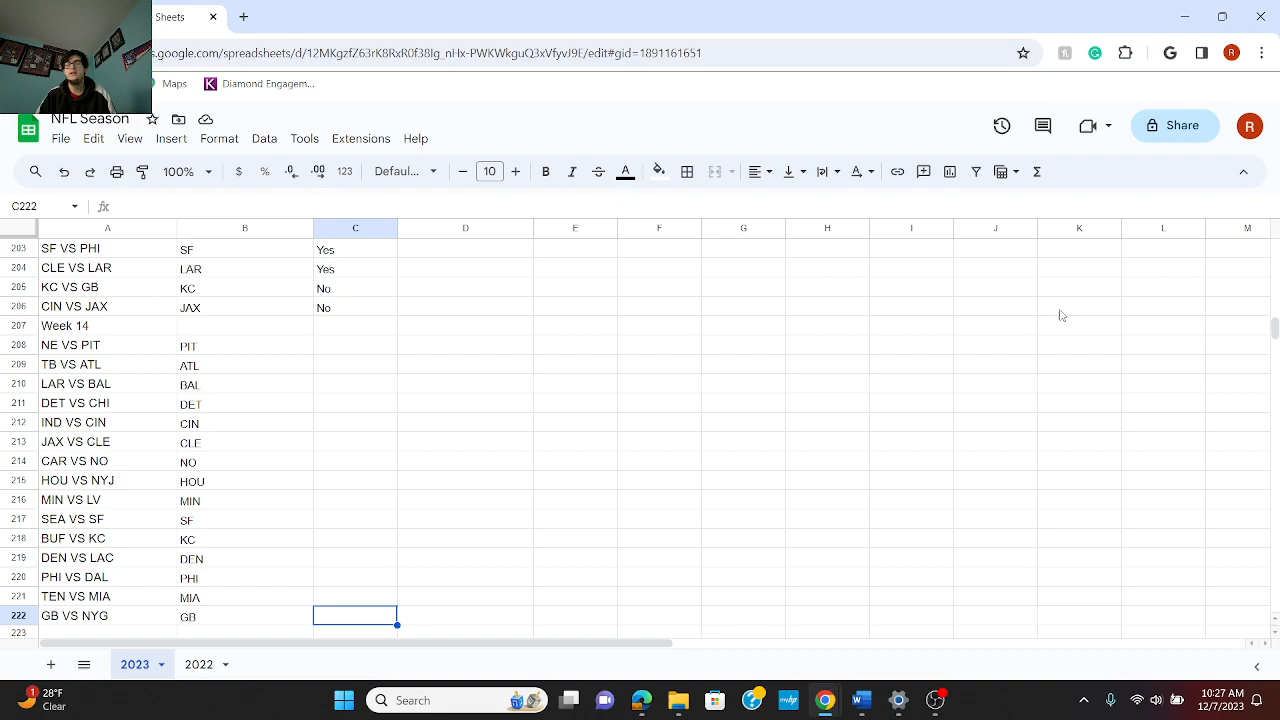 Sheets
google.com/spreadsheets/d/12MKgzfZ63rK8RxR0f38Ig_nHx-PWKWkguQ3xVfyvJ9E/edit#gid=1891161651
R
Maps
Diamond Engagem...
NFL Season
Share
R
File Edit View Insert Format Data Tools Extensions Help
100% $ % .0 .00 123 Defaul... 10 B I A
C222 fx
A B C D E F G H I J K L M
203 SF VS PHI SF Yes
204 CLE VS LAR LAR Yes
205 KC VS GB KC No
206 CIN VS JAX JAX No
207 Week 14
208 NE VS PIT PIT
209 TB VS ATL ATL
210 LAR VS BAL BAL
211 DET VS CHI DET
212 IND VS CIN CIN
213 JAX VS CLE CLE
214 CAR VS NO NO
215 HOU VS NYJ HOU
216 MIN VS LV MIN
217 SEA VS SF SF
218 BUF VS KC KC
219 DEN VS LAC DEN
220 PHI VS DAL PHI
221 TEN VS MIA MIA
222 GB VS NYG GB
223
2023 2022
1 28°F
Clear
Search
10:27 AM
12/7/2023